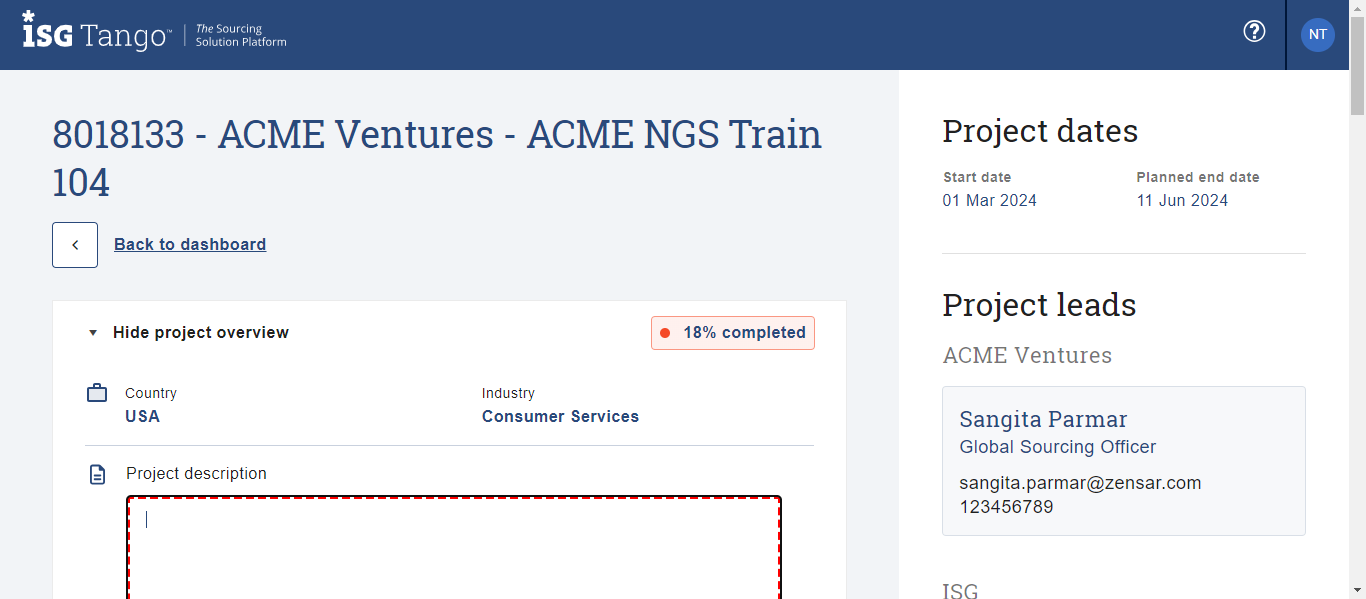 isG Tango™ | The Sourcing
Solution Platform
NT
8018133 - ACME Ventures - ACME NGS Train
104
Back to dashboard
Hide project overview
18% completed
Country
USA
Industry
Consumer Services
Project description
Project dates
Start date
01 Mar 2024
Planned end date
11 Jun 2024
Project leads
ACME Ventures
Sangita Parmar
Global Sourcing Officer
sangita.parmar@zensar.com
123456789
ISG